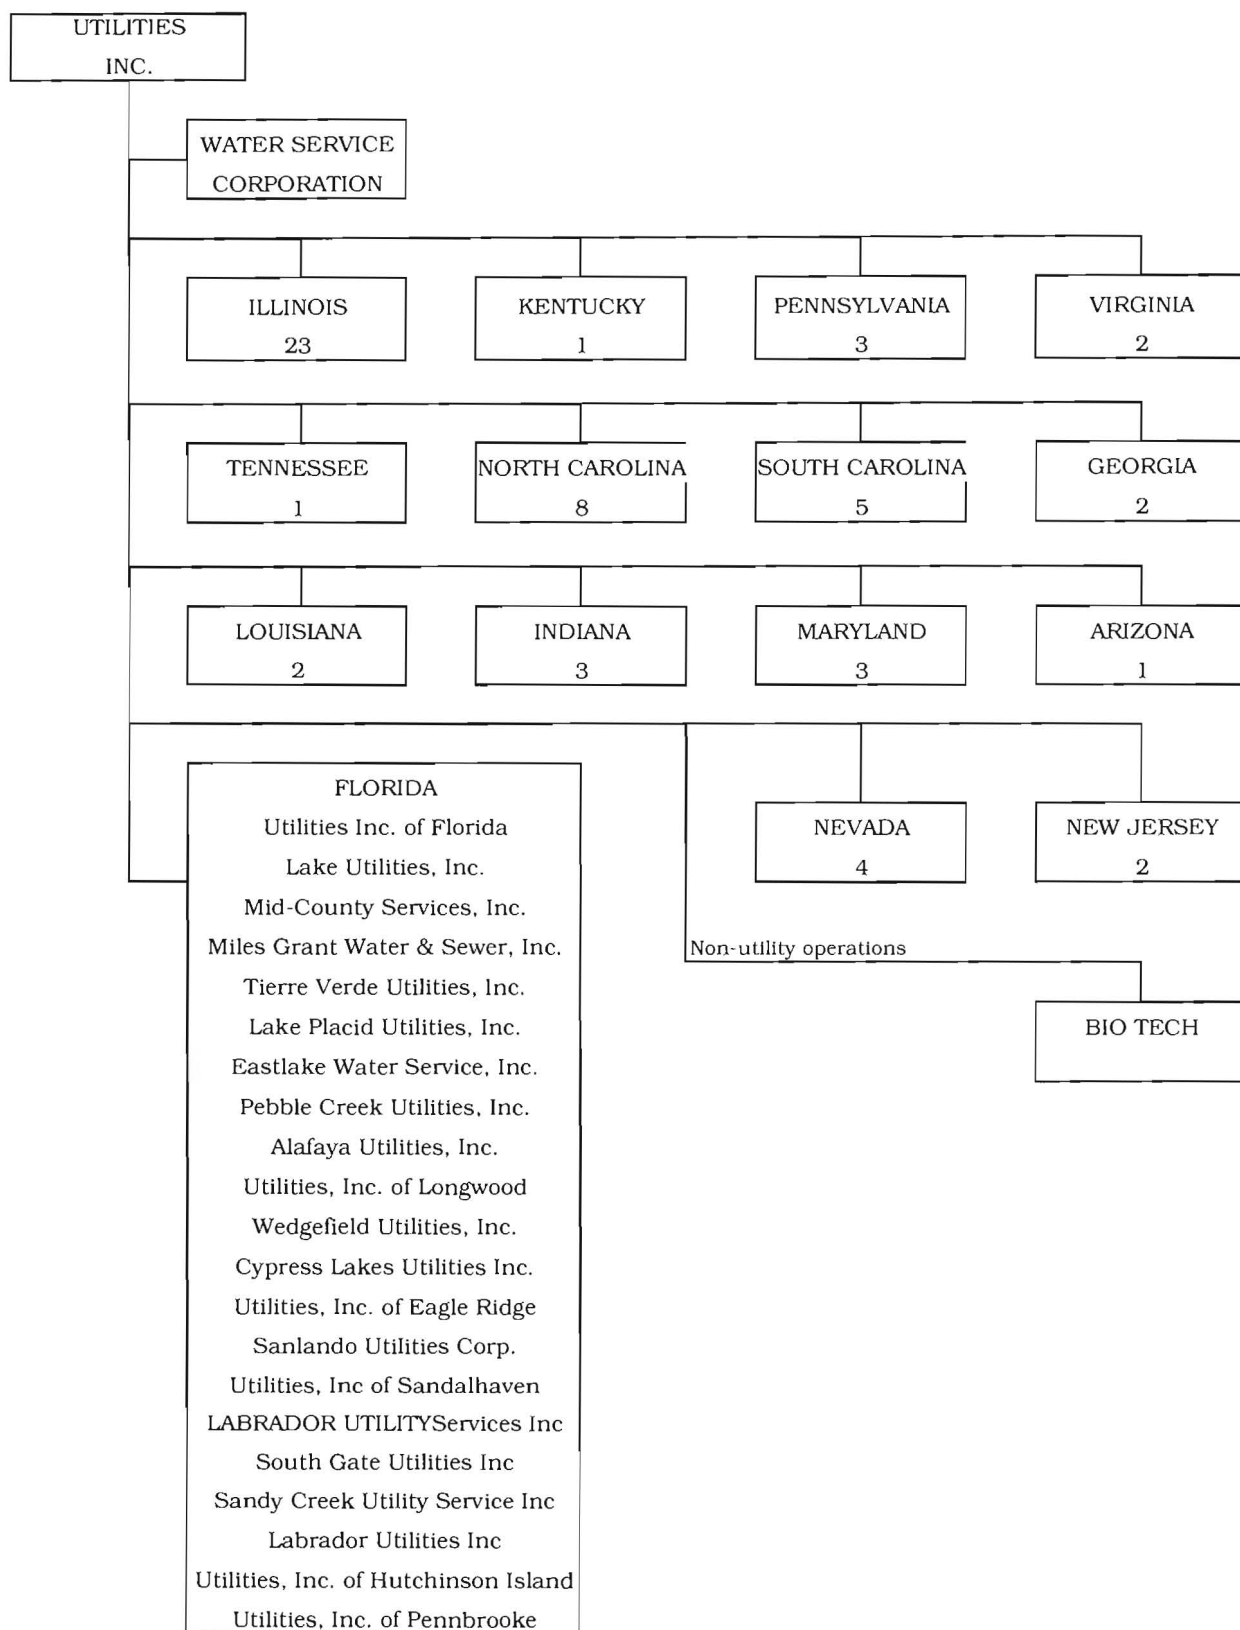 UTILITIES
INC.
WATER SERVICE
CORPORATION
ILLINOIS
23
KENTUCKY
1
PENNSYLVANIA
3
VIRGINIA
2
TENNESSEE
1
NORTH CAROLINA
8
SOUTH CAROLINA
5
GEORGIA
2
LOUISIANA
2
INDIANA
3
MARYLAND
3
ARIZONA
1
FLORIDA
Utilities Inc. of Florida
Lake Utilities, Inc.
Mid-County Services, Inc.
Miles Grant Water & Sewer, Inc.
Tierre Verde Utilities, Inc.
Lake Placid Utilities, Inc.
Eastlake Water Service, Inc.
Pebble Creek Utilities, Inc.
Alafaya Utilities, Inc.
Utilities, Inc. of Longwood
Wedgefield Utilities, Inc.
Cypress Lakes Utilities Inc.
Utilities, Inc. of Eagle Ridge
Sanlando Utilities Corp.
Utilities, Inc of Sandalhaven
LABRADOR UTILITYServices Inc
South Gate Utilities Inc
Sandy Creek Utility Service Inc
Labrador Utilities Inc
Utilities, Inc. of Hutchinson Island
Utilities, Inc. of Pennbrooke
NEVADA
4
NEW JERSEY
2
Non-utility operations
BIO TECH